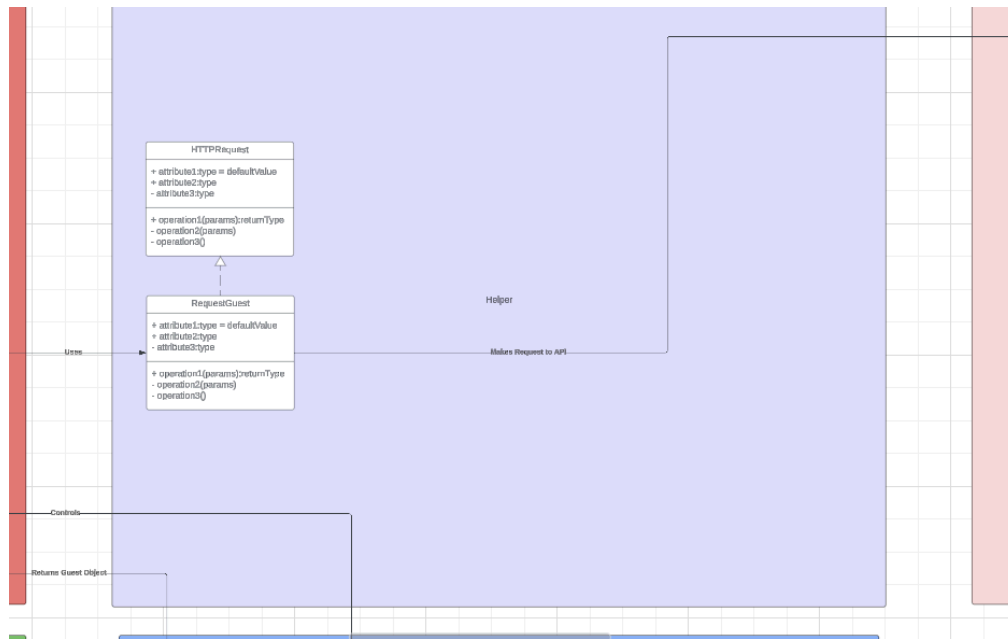 HTTPRequest
+ attribute1:type = defaultValue
+ attribute2:type
- attribute3:type
+ operation1(params):returnType
- operation2(params)
- operation3()
Helper
RequestGuest
+ attribute1:type = defaultValue
+ attribute2:type
- attribute3:type
+ operation1(params):returnType
- operation2(params)
- operation3()
Uses
Makes Request to API
Controls
Returns Guest Object